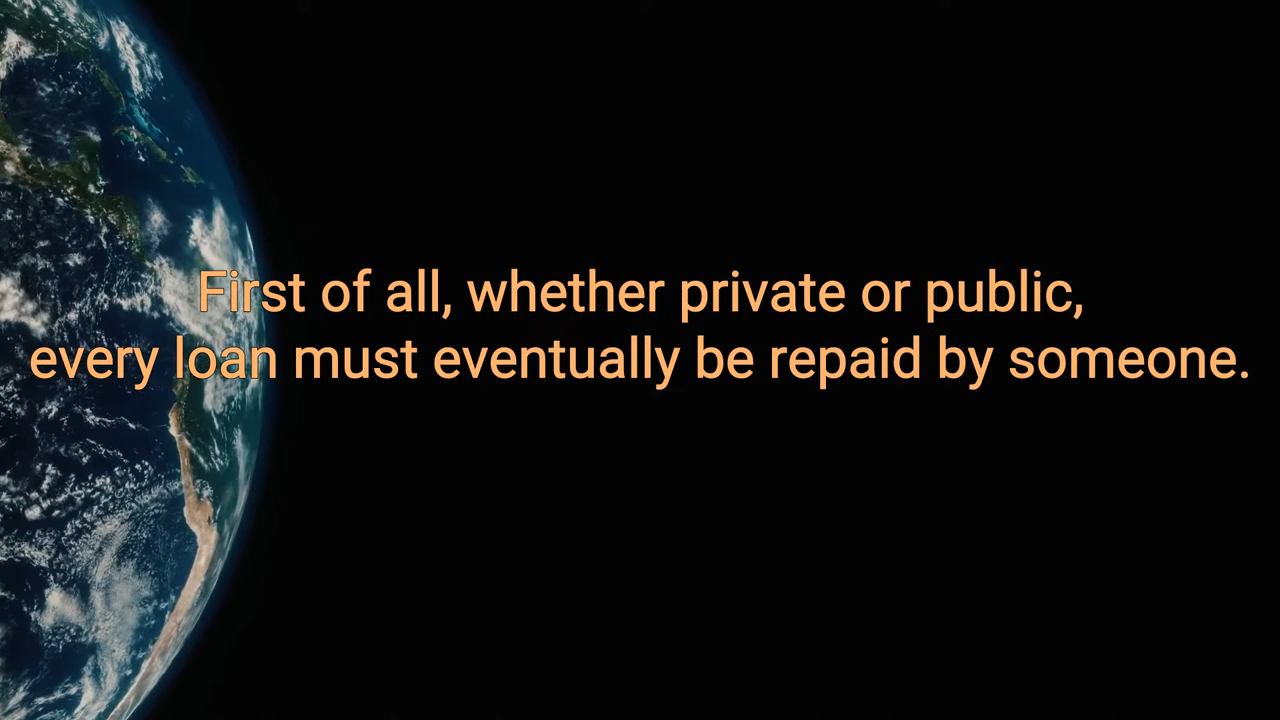 First of all, whether private or public,
every loan must eventually be repaid by someone.